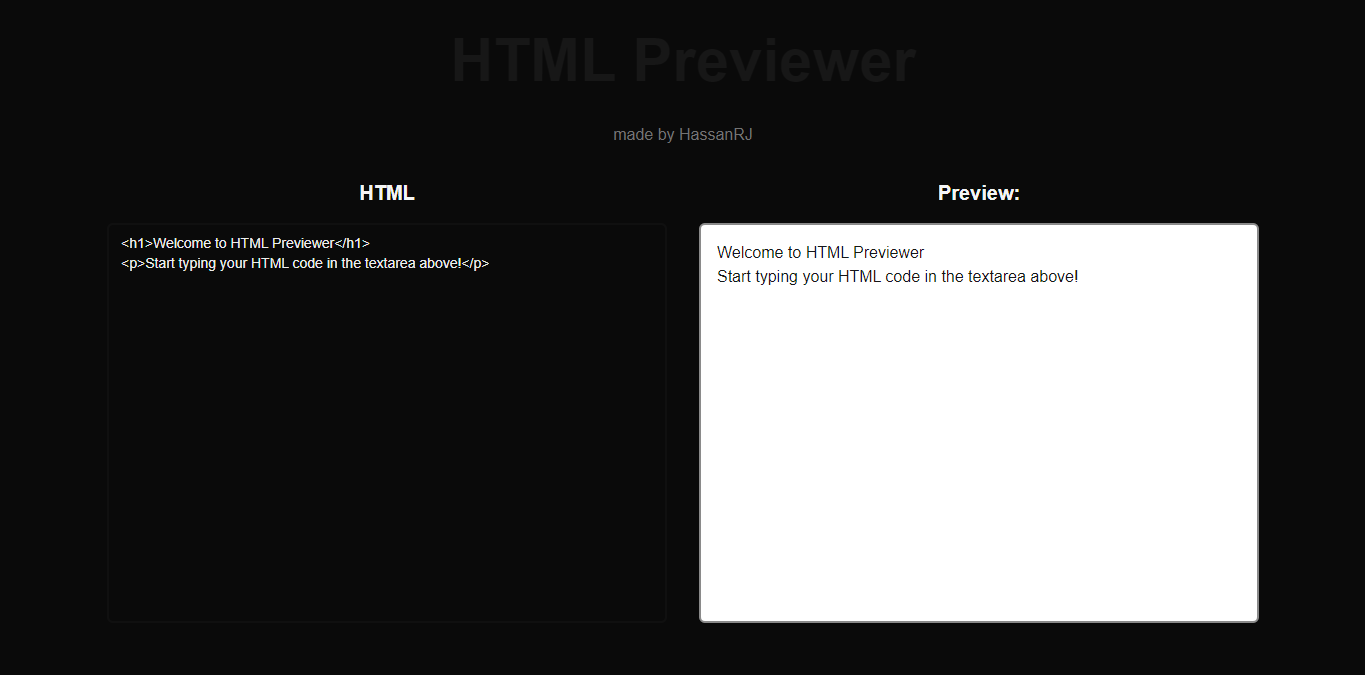 HTML Previewer
made by HassanRJ
HTML
<h1>Welcome to HTML Previewer</h1>
<p>Start typing your HTML code in the textarea above!</p>
Preview:
Welcome to HTML Previewer
Start typing your HTML code in the textarea above!